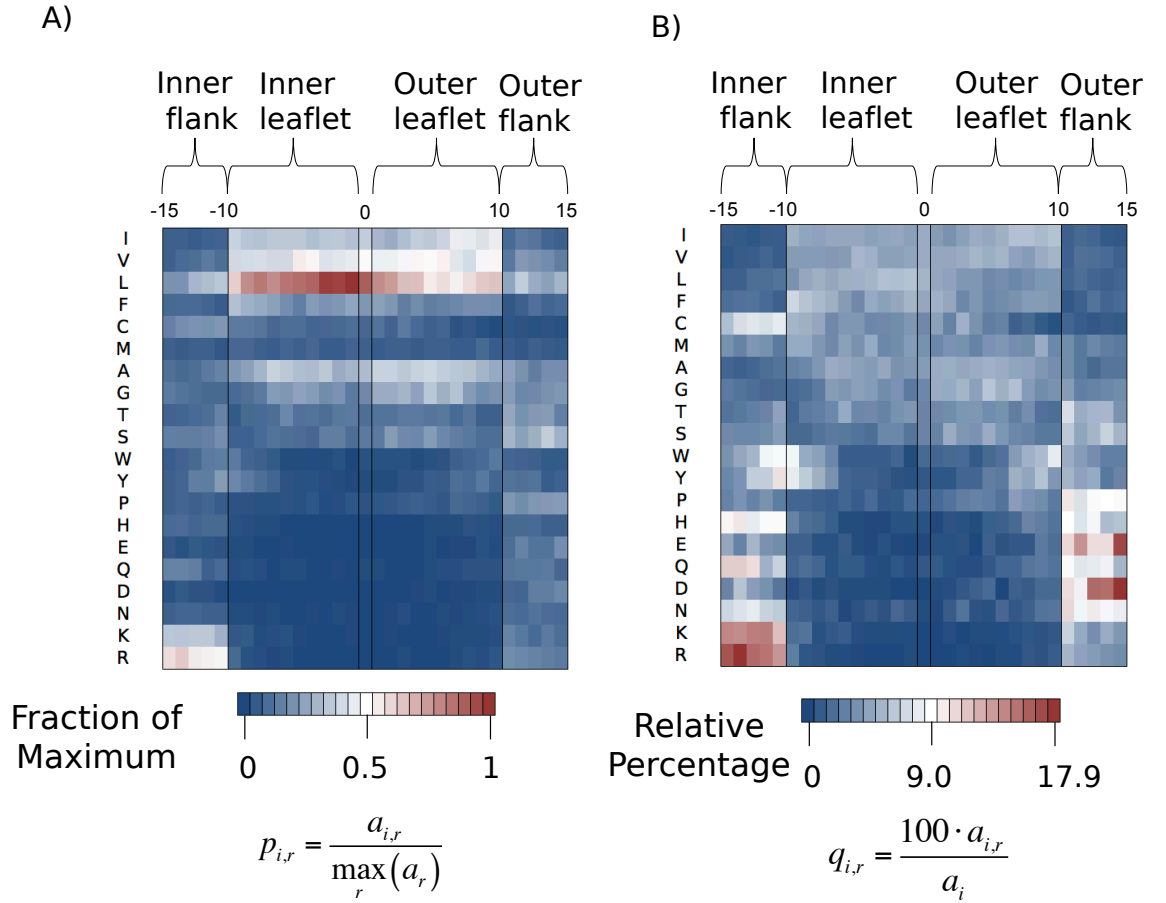 A)
Inner flank
Inner leaflet
Outer leaflet
Outer flank
-15 -10 0 10 15
I
V
L
F
C
M
A
G
T
S
W
Y
P
H
E
Q
D
N
K
R
Fraction of Maximum
0 0.5 1
p_{i,r} = \frac{a_{i,r}}{\max_r(a_r)}
B)
Inner flank
Inner leaflet
Outer leaflet
Outer flank
-15 -10 0 10 15
I
V
L
F
C
M
A
G
T
S
W
Y
P
H
E
Q
D
N
K
R
Relative Percentage
0 9.0 17.9
q_{i,r} = \frac{100 · a_{i,r}}{a_i}